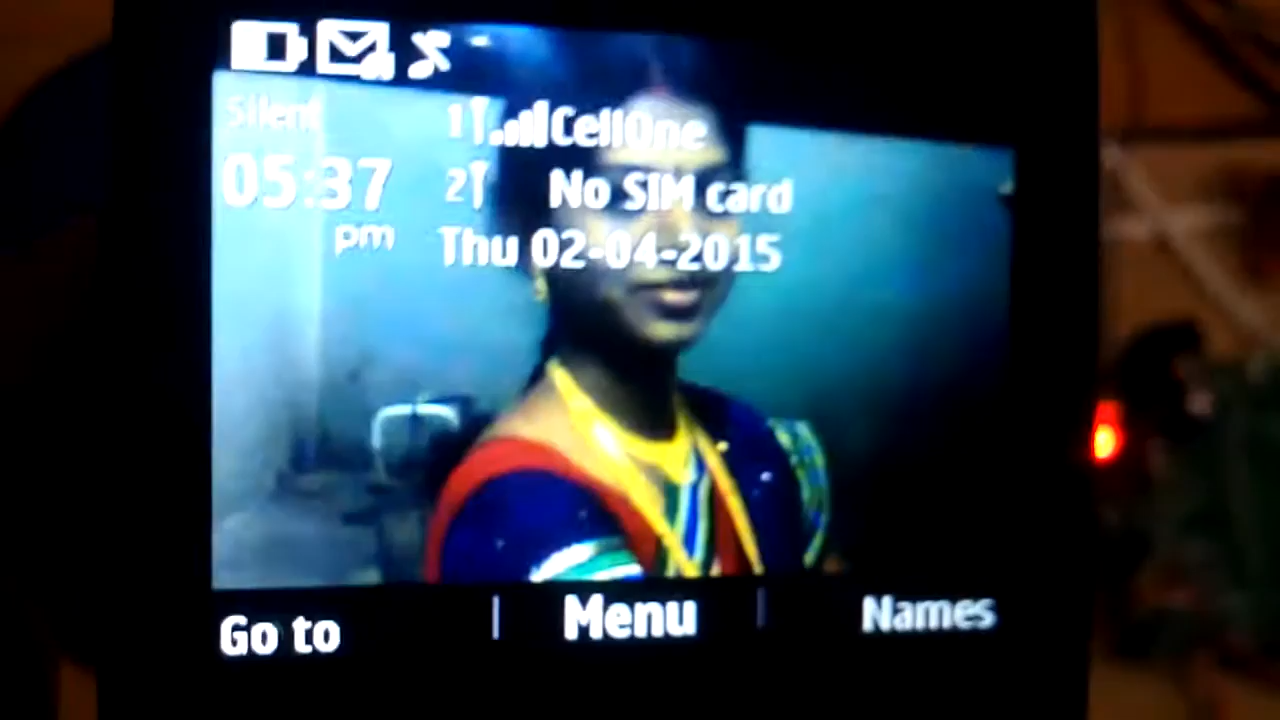 Silent
1 CellOne
05:37
2 No SIM card
pm
Thu 02-04-2015
Go to
Menu
Names